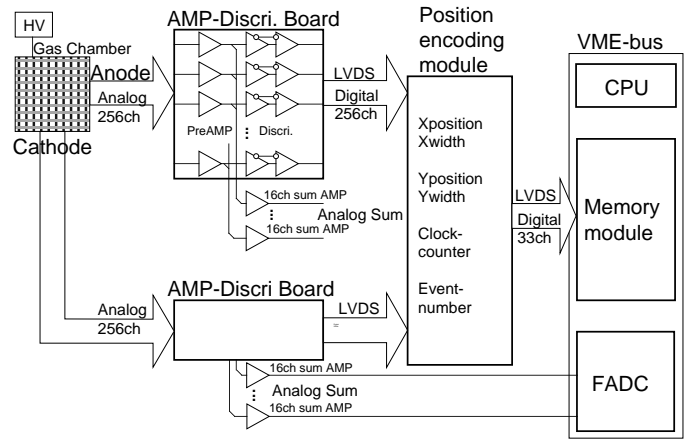 HV
Gas Chamber
Anode
Analog
256ch
Cathode
AMP-Discri. Board
PreAMP
Discri.
16ch sum AMP
Analog Sum
16ch sum AMP
LVDS
Digital
256ch
Position
encoding
module
Xposition
Xwidth
Yposition
Ywidth
Clock-
counter
Event-
number
LVDS
Digital
33ch
VME-bus
CPU
Memory
module
FADC
Analog
256ch
AMP-Discri Board
LVDS
=
16ch sum AMP
Analog Sum
16ch sum AMP